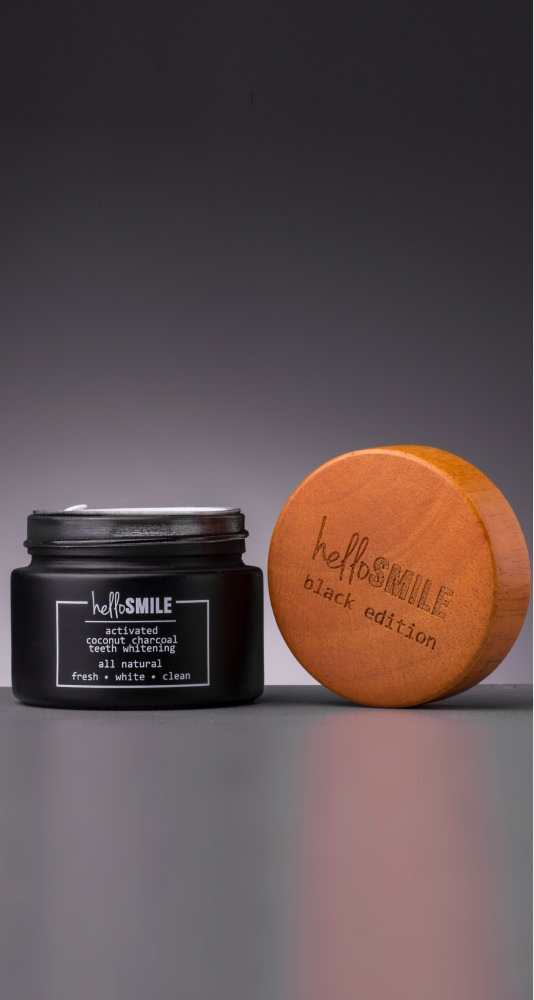 helloSMILE
activated
coconut charcoal
teeth whitening
all natural
fresh • white • clean
helloSMILE
black edition